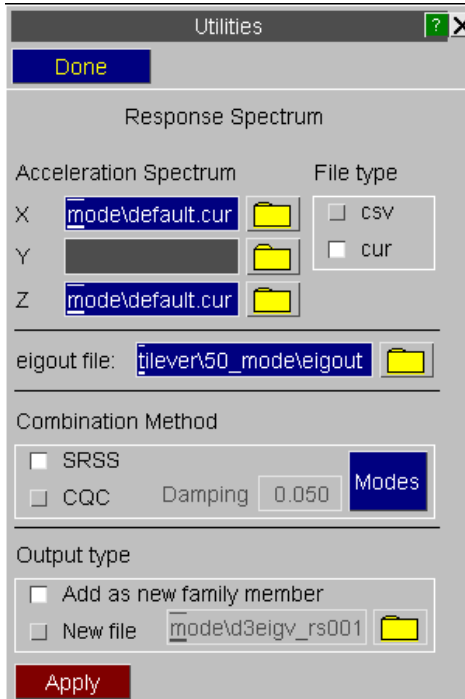 Utilities ? X
Done
Response Spectrum
Acceleration Spectrum File type
X mode\default.cur csv
Y cur
Z mode\default.cur
eigout file: tilever\50_mode\eigout
Combination Method
SRSS
CQC Damping 0.050 Modes
Output type
Add as new family member
New file mode\d3eigv_rs001
Apply